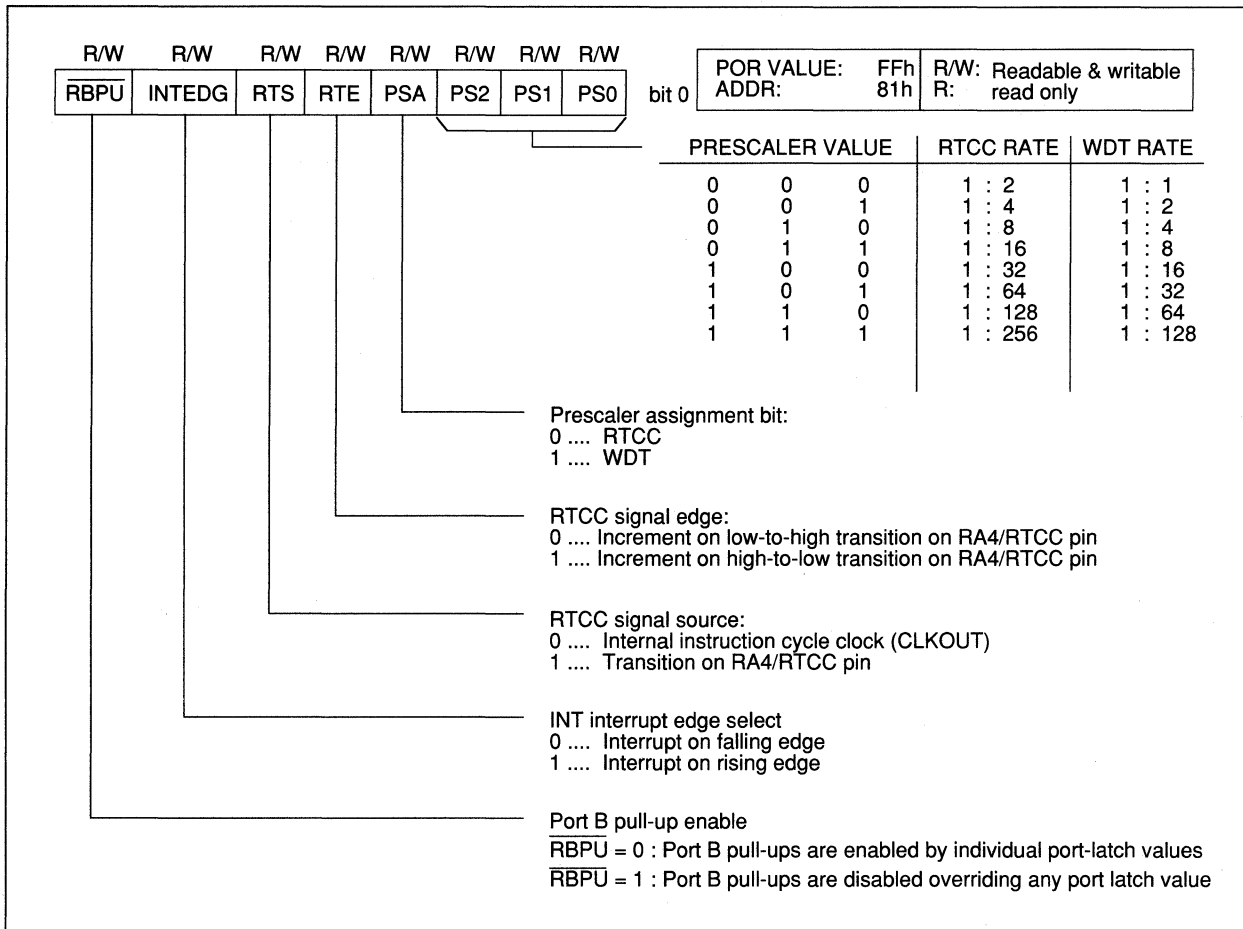 R/W R/W R/W R/W R/W R/W R/W R/W
RBPU INTEDG RTS RTE PSA PS2 PS1 PS0 bit 0
POR VALUE: FFh R/W: Readable & writable
ADDR: 81h R: read only
PRESCALER VALUE RTCC RATE WDT RATE
0 0 0 1 : 2 1 : 1
0 0 1 1 : 4 1 : 2
0 1 0 1 : 8 1 : 4
0 1 1 1 : 16 1 : 8
1 0 0 1 : 32 1 : 16
1 0 1 1 : 64 1 : 32
1 1 0 1 : 128 1 : 64
1 1 1 1 : 256 1 : 128
Prescaler assignment bit:
0 .... RTCC
1 .... WDT
RTCC signal edge:
0 .... Increment on low-to-high transition on RA4/RTCC pin
1 .... Increment on high-to-low transition on RA4/RTCC pin
RTCC signal source:
0 .... Internal instruction cycle clock (CLKOUT)
1 .... Transition on RA4/RTCC pin
INT interrupt edge select
0 .... Interrupt on falling edge
1 .... Interrupt on rising edge
Port B pull-up enable
RBPU = 0 : Port B pull-ups are enabled by individual port-latch values
RBPU = 1 : Port B pull-ups are disabled overriding any port latch value